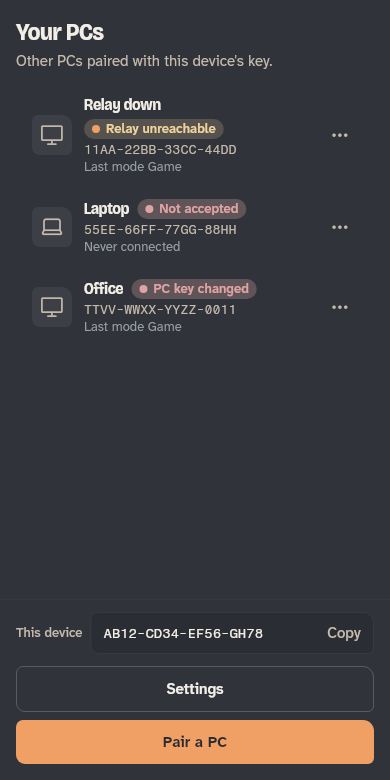 Your PCs
Other PCs paired with this device's key.
Relay down
Relay unreachable
11AA-22BB-33CC-44DD
Last mode Game
Laptop Not accepted
55EE-66FF-77GG-88HH
Never connected
Office PC key changed
TTVV-WWXX-YYZZ-0011
Last mode Game
This device AB12-CD34-EF56-GH78 Copy
Settings
Pair a PC